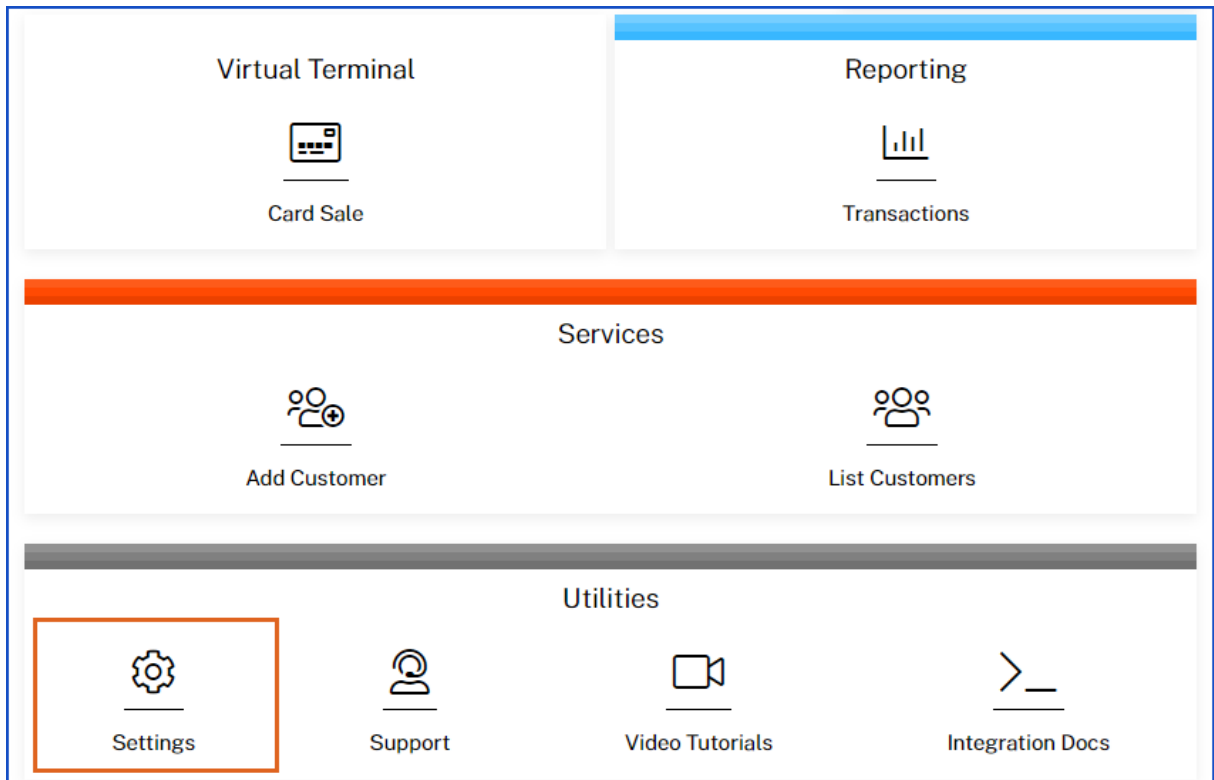 Virtual Terminal
Reporting
Card Sale
Transactions
Services
Add Customer
List Customers
Utilities
Settings
Support
Video Tutorials
Integration Docs